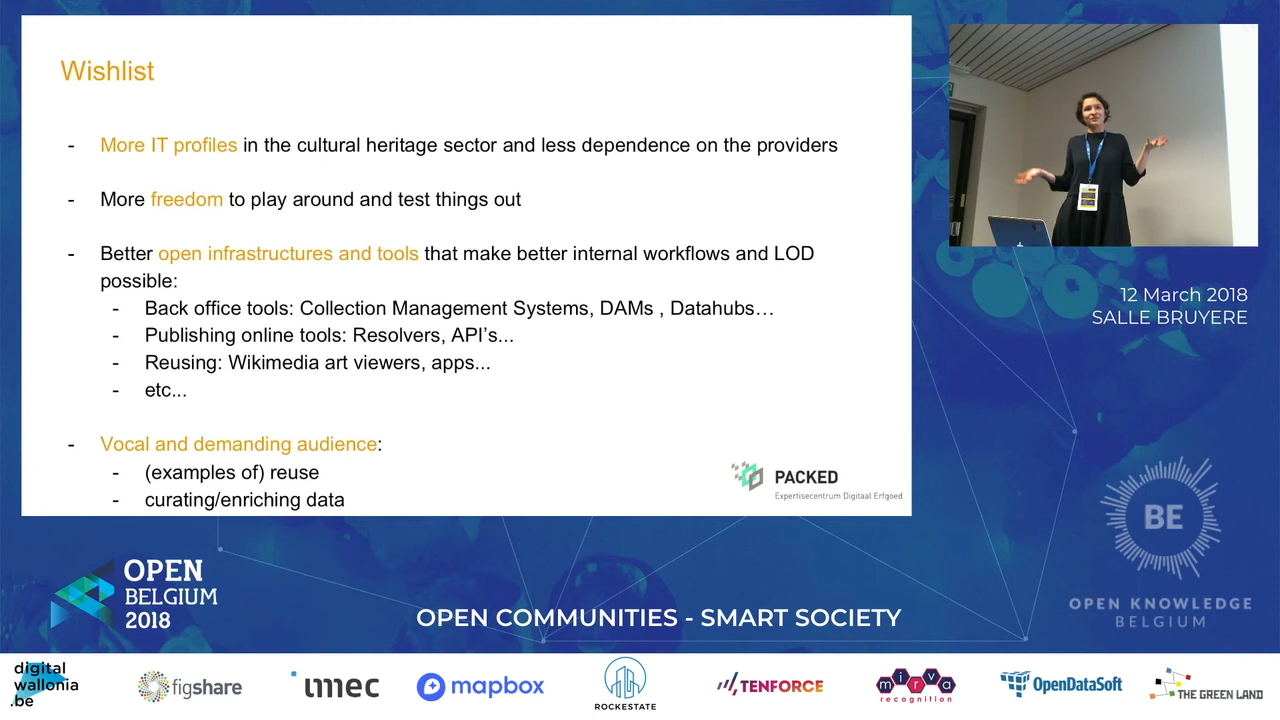 Wishlist
- More IT profiles in the cultural heritage sector and less dependence on the providers
- More freedom to play around and test things out
- Better open infrastructures and tools that make better internal workflows and LOD
possible:
- Back office tools: Collection Management Systems, DAMs , Datahubs…
- Publishing online tools: Resolvers, API's...
- Reusing: Wikimedia art viewers, apps...
- etc...
- Vocal and demanding audience:
- (examples of) reuse
- curating/enriching data
PACKED
Expertisecentrum Digitaal Erfgoed
12 March 2018
SALLE BRUYERE
BE
OPEN KNOWLEDGE
BELGIUM
OPEN
BELGIUM
2018
OPEN COMMUNITIES - SMART SOCIETY
digital
wallonia
.be
figshare
imec
mapbox
ROCKESTATE
TENFORCE
mirva
recognition
OpenDataSoft
THE GREEN LAND